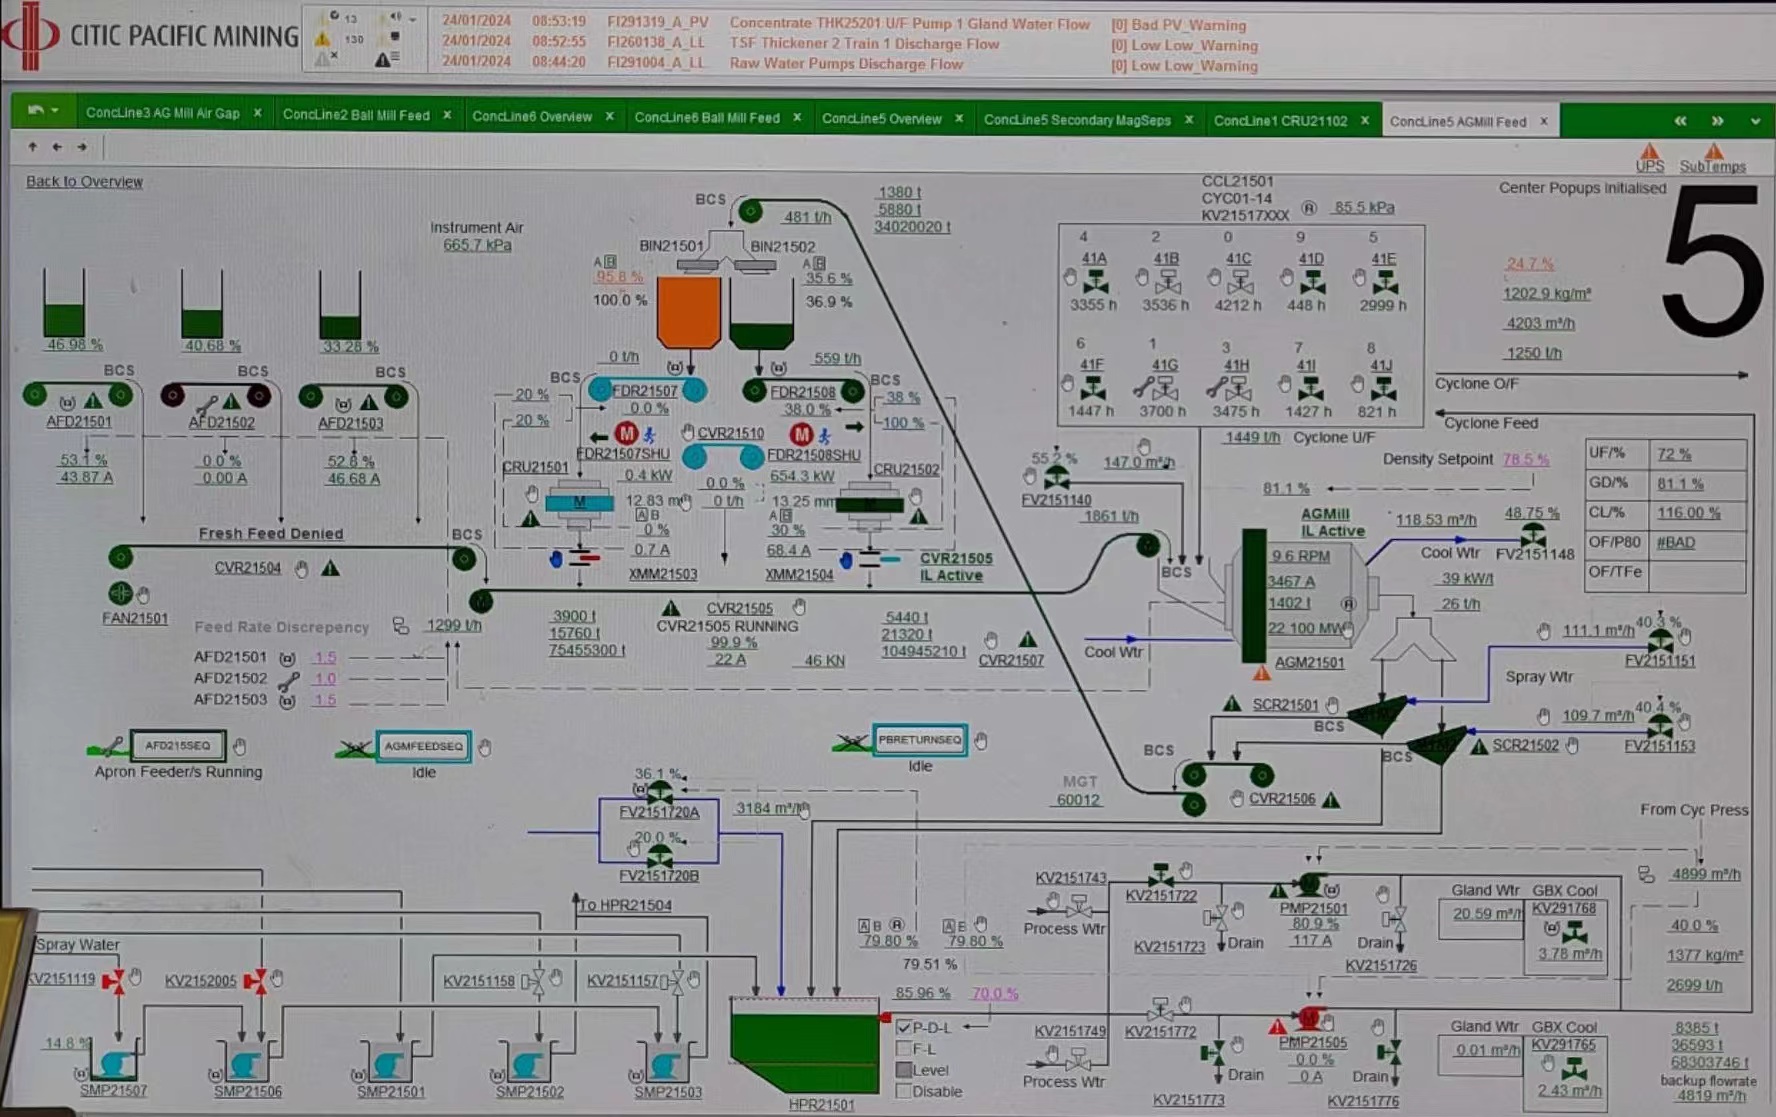 CITIC PACIFIC MINING
13
130
24/01/2024 08:53:19 FI291319_A_PV Concentrate THK25201 U/F Pump 1 Gland Water Flow [0] Bad PV_Warning
24/01/2024 08:52:55 FI260138_A_LL TSF Thickener 2 Train 1 Discharge Flow [0] Low Low_Warning
24/01/2024 08:44:20 FI291004_A_LL Raw Water Pumps Discharge Flow [0] Low Low_Warning
ConcLine3 AG Mill Air Gap x ConcLine2 Ball Mill Feed x ConcLine6 Overview x ConcLine6 Ball Mill Feed x ConcLine5 Overview x ConcLine5 Secondary MagSeps x ConcLine1 CRU21102 x ConcLine5 AGMill Feed x
UPS SubTemps
Back to Overview
Center Popups Initialised
5
Instrument Air
665.7 kPa
BCS
481 t/h
1380 t
5880 t
34020020 t
BIN21501 BIN21502
A B
95.8 %
100.0 %
A B
35.6 %
36.9 %
CCL21501
CYC01-14
KV21517XXX R 85.5 kPa
4 2 0 9 5
41A 41B 41C 41D 41E
3355 h 3536 h 4212 h 448 h 2999 h
6 1 3 7 8
41F 41G 41H 41I 41J
1447 h 3700 h 3475 h 1427 h 821 h
24.7 %
1202.9 kg/m³
4203 m³/h
1250 t/h
Cyclone O/F
Cyclone Feed
1449 t/h Cyclone U/F
Density Setpoint 78.5 %
81.1 %
UF/% 72 %
GD/% 81.1 %
CL/% 116.00 %
OF/P80 #BAD
OF/TFe
46.98 %
40.68 %
33.28 %
BCS BCS BCS
AFD21501 AFD21502 AFD21503
53.1 %
43.87 A
0.0 %
0.00 A
52.8 %
46.68 A
0 t/h
559 t/h
BCS FDR21507
0.0 %
FDR21508 BCS
38.0 %
20 %
20 %
38 %
100 %
M CVR21510 M
FDR21507SHU FDR21508SHU
CRU21501 0.4 kW
0.0 %
0 t/h
654.3 kW CRU21502
M
12.83 m
A B
0 %
0.7 A
XMM21503
13.25 mm
A B
30 %
68.4 A
XMM21504
CVR21505
IL Active
Fresh Feed Denied
BCS
CVR21504
FAN21501
1299 t/h
Feed Rate Discrepency
AFD21501 1.5
AFD21502 1.0
AFD21503 1.5
3900 t
15760 t
75455300 t
CVR21505
CVR21505 RUNNING
99.9 %
22 A
46 KN
5440 t
21320 t
104945210 t
CVR21507
55.2 %
147.0 m³/h
FV2151140
1861 t/h
BCS
AGMill
IL Active
9.6 RPM
3467 A
1402 t
R
22.100 MW
AGM21501
Cool Wtr
118.53 m³/h
48.75 %
Cool Wtr FV2151148
39 kW/t
26 t/h
111.1 m³/h
40.3 %
FV2151151
Spray Wtr
109.7 m³/h
40.4 %
FV2151153
SCR21501
BCS
SCR21502
BCS
BCS
CVR21506
MGT
60012
AFD215SEQ
Apron Feeder/s Running
AGMFEEDSEQ
Idle
PBRETURNSEQ
Idle
36.1 %
FV2151720A
3184 m³/h
20.0 %
FV2151720B
From Cyc Press
To HPR21504
A B R
79.80 %
79.80 %
79.51 %
85.96 %
70.0 %
P-D-L
F-L
Level
Disable
HPR21501
KV2151743
Process Wtr
KV2151722
KV2151723
Drain
PMP21501
80.9 %
117 A
Drain
KV2151726
Gland Wtr
20.59 m³/h
GBX Cool
KV291768
3.78 m³/h
4899 m³/h
40.0 %
1377 kg/m³
2699 t/h
KV2151749
Process Wtr
KV2151772
Drain
KV2151773
PMP21505
0.0 %
0 A
Drain
KV2151776
Gland Wtr
0.01 m³/h
GBX Cool
KV291765
2.43 m³/h
8385 t
36593 t
68303746 t
backup flowrate
4819 m³/h
Spray Water
KV2151119 KV2152005 KV2151158 KV2151157
14.8 %
SMP21507 SMP21506 SMP21501 SMP21502 SMP21503